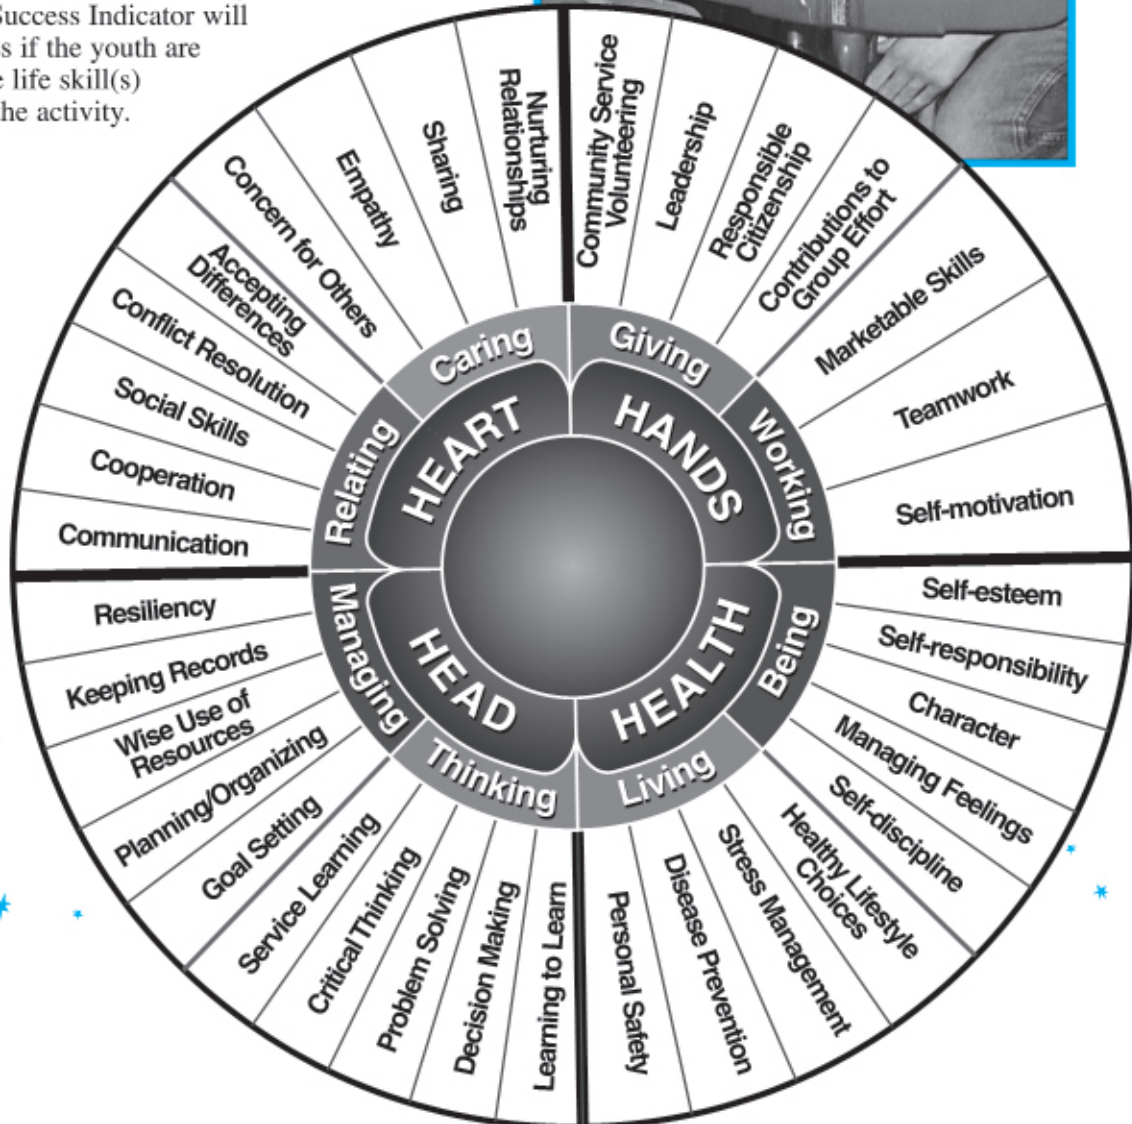 Success Indicator will
s if the youth are
life skill(s)
he activity.
Nurturing
Relationships
Sharing
Empathy
Concern for Others
Accepting
Differences
Conflict Resolution
Social Skills
Cooperation
Communication
Community Service
Volunteering
Leadership
Responsible
Citizenship
Contributions to
Group Effort
Marketable Skills
Teamwork
Self-motivation
Caring
Giving
Relating
HEART
HANDS
Working
Managing
HEAD
HEALTH
Being
Thinking
Living
Resiliency
Keeping Records
Wise Use of
Resources
Planning/Organizing
Goal Setting
Service Learning
Critical Thinking
Problem Solving
Decision Making
Learning to Learn
Self-esteem
Self-responsibility
Character
Managing Feelings
Self-discipline
Healthy Lifestyle
Choices
Stress Management
Disease Prevention
Personal Safety